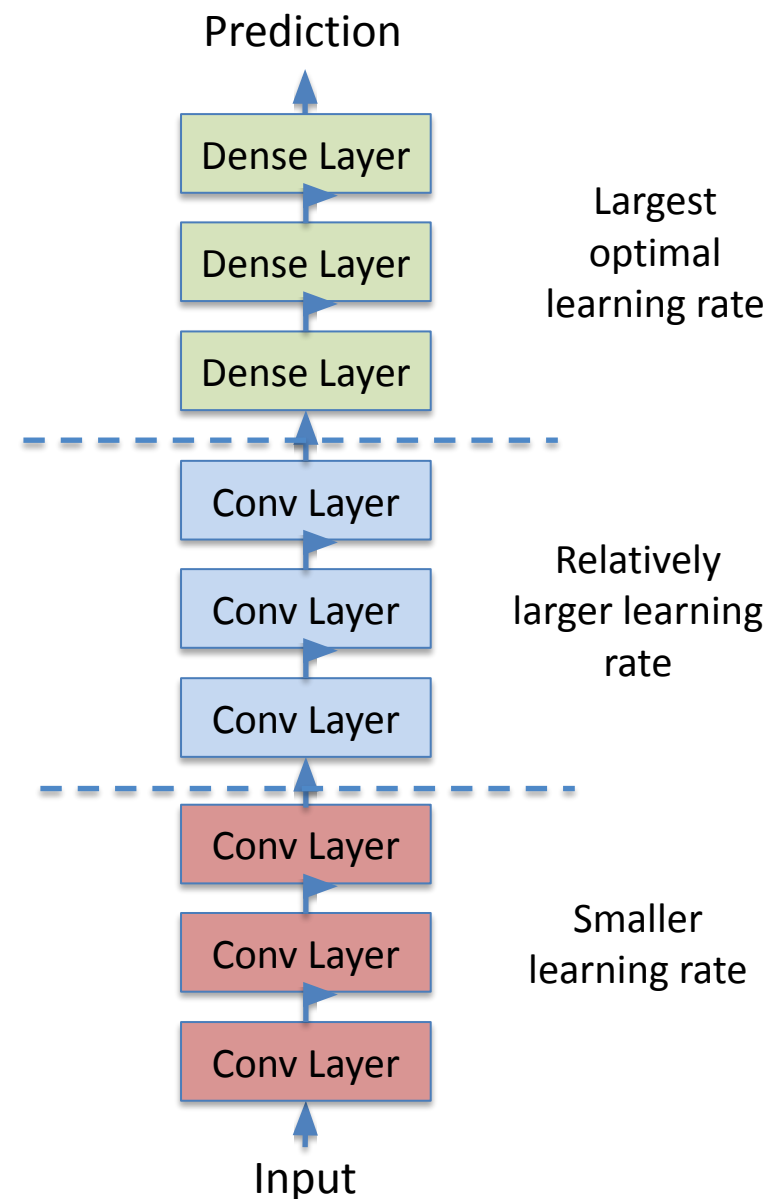 Prediction
Dense Layer
Dense Layer
Dense Layer
Largest
optimal
learning rate
Conv Layer
Conv Layer
Conv Layer
Relatively
larger learning
rate
Conv Layer
Conv Layer
Conv Layer
Smaller
learning rate
Input